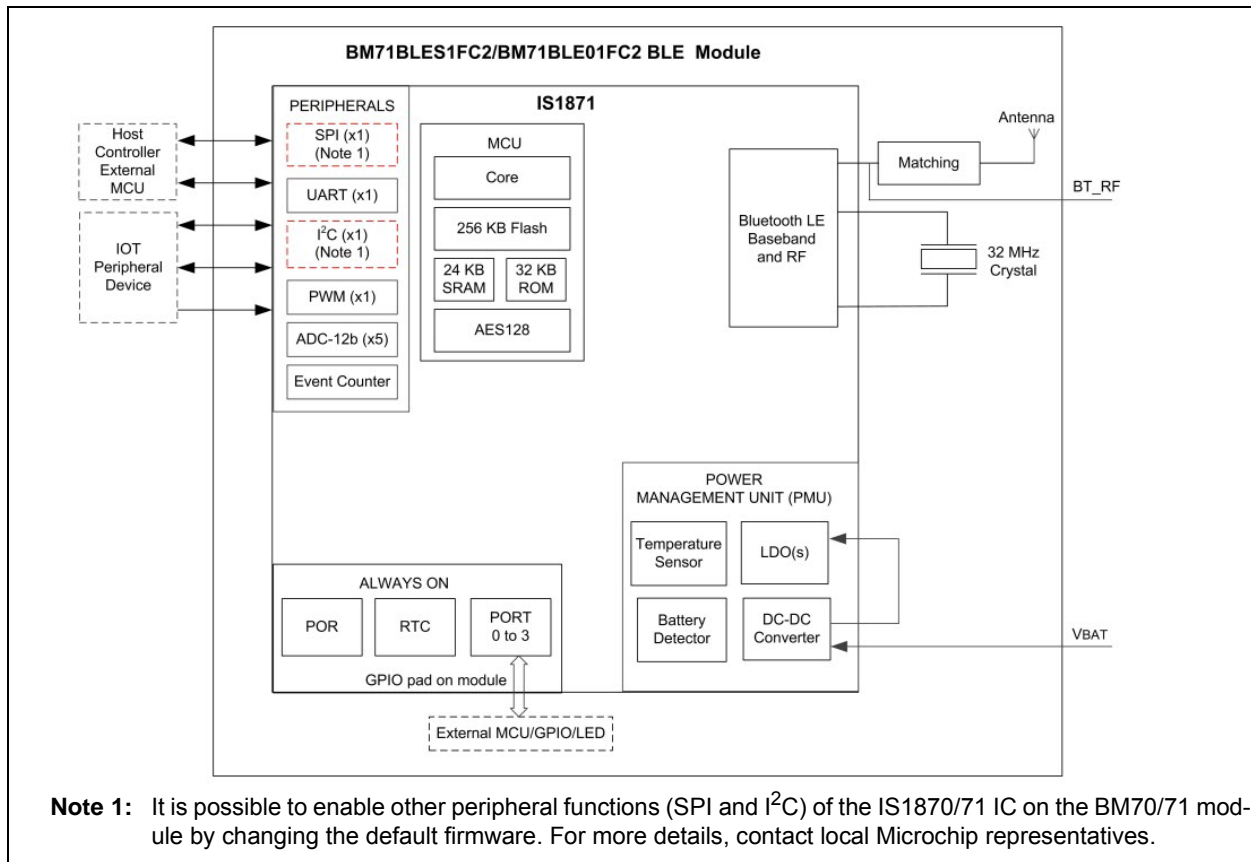 BM71BLES1FC2/BM71BLE01FC2 BLE Module
IS1871
PERIPHERALS
SPI (x1)
(Note 1)
UART (x1)
I²C (x1)
(Note 1)
PWM (x1)
ADC-12b (x5)
Event Counter
MCU
Core
256 KB Flash
24 KB
SRAM
32 KB
ROM
AES128
Host
Controller
External
MCU
IOT
Peripheral
Device
Bluetooth LE
Baseband
and RF
Matching
Antenna
BT_RF
32 MHz
Crystal
POWER
MANAGEMENT UNIT (PMU)
Temperature
Sensor
LDO(s)
Battery
Detector
DC-DC
Converter
VBAT
ALWAYS ON
POR
RTC
PORT
0 to 3
GPIO pad on module
External MCU/GPIO/LED
Note 1: It is possible to enable other peripheral functions (SPI and I²C) of the IS1870/71 IC on the BM70/71 mod-
ule by changing the default firmware. For more details, contact local Microchip representatives.